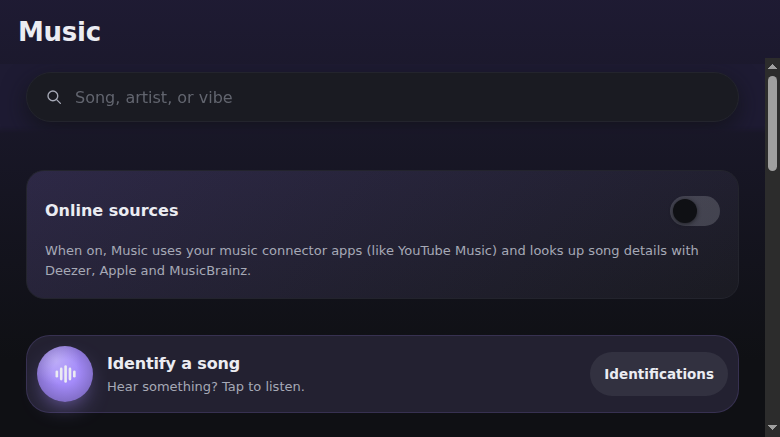 Music
Song, artist, or vibe
Online sources
When on, Music uses your music connector apps (like YouTube Music) and looks up song details with
Deezer, Apple and MusicBrainz.
Identify a song
Hear something? Tap to listen.
Identifications